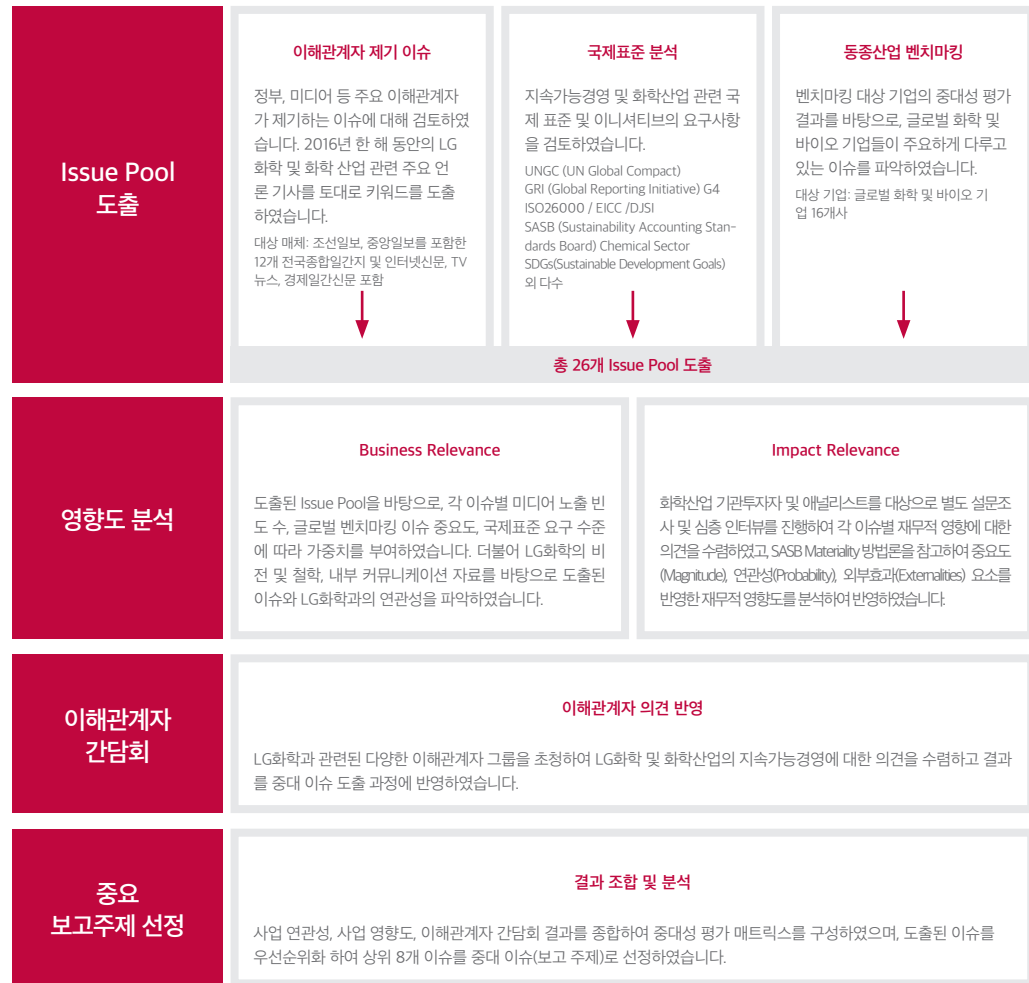 Issue Pool
도출
이해관계자 제기 이슈
정부, 미디어 등 주요 이해관계자
가 제기하는 이슈에 대해 검토하였
습니다. 2016년 한 해 동안의 LG
화학 및 화학 산업 관련 주요 언
론 기사를 토대로 키워드를 도출
하였습니다.
대상 매체: 조선일보, 중앙일보를 포함한
12개 전국종합일간지 및 인터넷신문, TV
뉴스, 경제일간신문 포함
국제표준 분석
지속가능경영 및 화학산업 관련 국
제 표준 및 이니셔티브의 요구사항
을 검토하였습니다.
UNGC (UN Global Compact)
GRI (Global Reporting Initiative) G4
ISO26000 / EICC /DJSI
SASB (Sustainability Accounting Stan-
dards Board) Chemical Sector
SDGs(Sustainable Development Goals)
외 다수
동종산업 벤치마킹
벤치마킹 대상 기업의 중대성 평가
결과를 바탕으로, 글로벌 화학 및
바이오 기업들이 주요하게 다루고
있는 이슈를 파악하였습니다.
대상 기업: 글로벌 화학 및 바이오 기
업 16개사
총 26개 Issue Pool 도출
영향도 분석
Business Relevance
도출된 Issue Pool을 바탕으로, 각 이슈별 미디어 노출 빈
도 수, 글로벌 벤치마킹 이슈 중요도, 국제표준 요구 수준
에 따라 가중치를 부여하였습니다. 더불어 LG화학의 비
전 및 철학, 내부 커뮤니케이션 자료를 바탕으로 도출된
이슈와 LG화학과의 연관성을 파악하였습니다.
Impact Relevance
화학산업 기관투자자 및 애널리스트를 대상으로 별도 설문조
사 및 심층 인터뷰를 진행하여 각 이슈별 재무적 영향에 대한
의견을 수렴하였고, SASB Materiality 방법론을 참고하여 중요도
(Magnitude), 연관성(Probability), 외부효과(Externalities) 요소를
반영한 재무적 영향도를 분석하여 반영하였습니다.
이해관계자
간담회
이해관계자 의견 반영
LG화학과 관련된 다양한 이해관계자 그룹을 초청하여 LG화학 및 화학산업의 지속가능경영에 대한 의견을 수렴하고 결과
를 중대 이슈 도출 과정에 반영하였습니다.
중요
보고주제 선정
결과 조합 및 분석
사업 연관성, 사업 영향도, 이해관계자 간담회 결과를 종합하여 중대성 평가 매트릭스를 구성하였으며, 도출된 이슈를
우선순위화 하여 상위 8개 이슈를 중대 이슈(보고 주제)로 선정하였습니다.